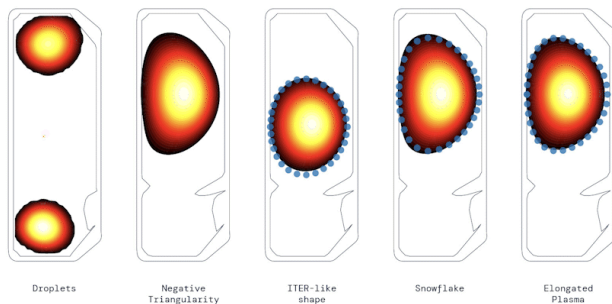 Droplets
Negative
Triangularity
ITER-like
shape
Snowflake
Elongated
Plasma